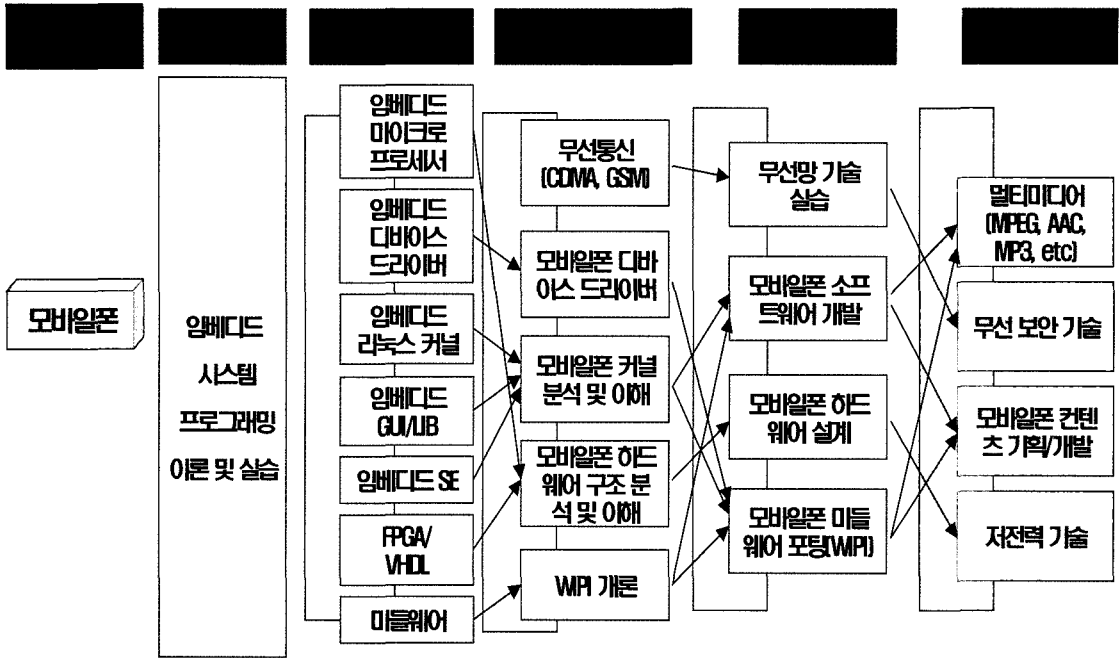 모바일폰
임베디드
시스템
프로그래밍
이론 및 실습
임베디드
마이크로
프로세서
임베디드
디바이스
드라이버
임베디드
리눅스 커널
임베디드
GUI/LIB
임베디드 SE
FPGA/
VHDL
미들웨어
무선통신
(CDMA, GSM)
모바일폰 디바
이스 드라이버
모바일폰 커널
분석 및 이해
모바일폰 하드
웨어 구조 분
석 및 이해
WIPI 개론
무선망 기술
실습
모바일폰 소프
트웨어 개발
모바일폰 하드
웨어 설계
모바일폰 미들
웨어 포팅(WIPI)
멀티미디어
(MPEG, AAC,
MP3, etc)
무선 보안 기술
모바일폰 컨텐
츠 기획/개발
저전력 기술